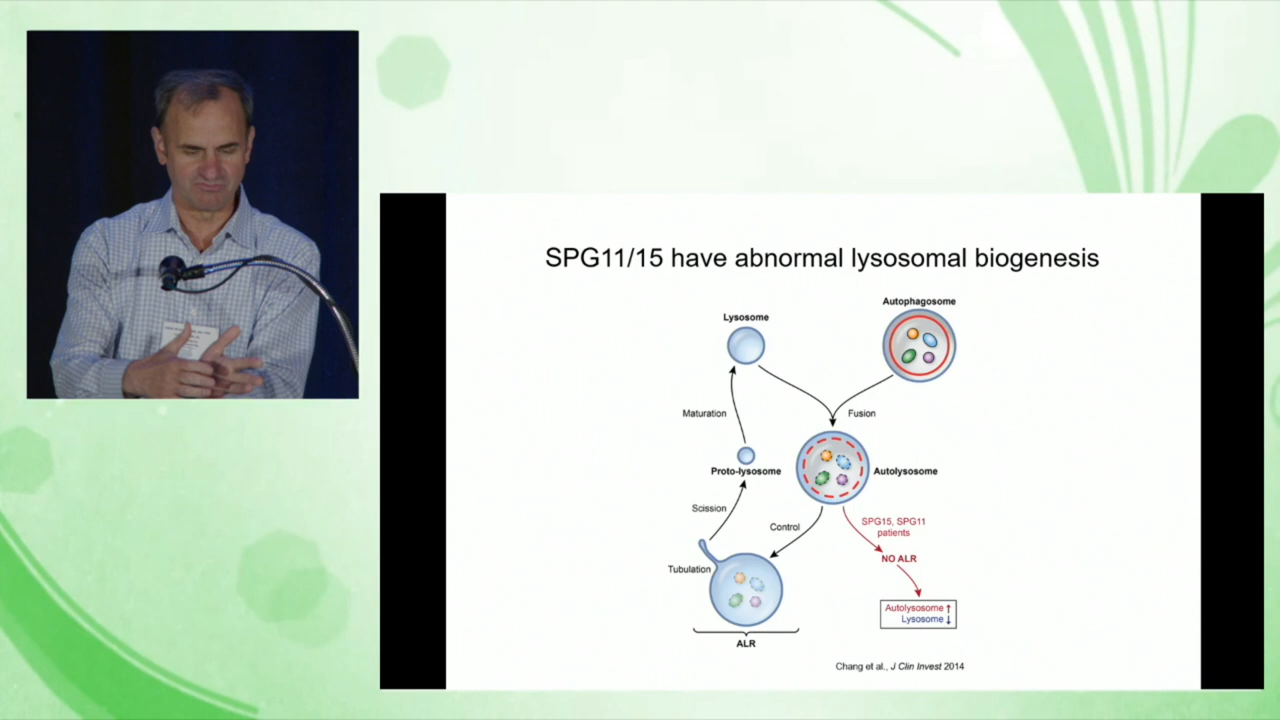 SPG11/15 have abnormal lysosomal biogenesis
Autophagosome
Lysosome
Maturation
Fusion
Proto-lysosome
Autolysosome
Scission
Control
SPG15, SPG11
patients
NO ALR
Tubulation
Autolysosome ↑
Lysosome ↓
ALR
Chang et al., J Clin Invest 2014